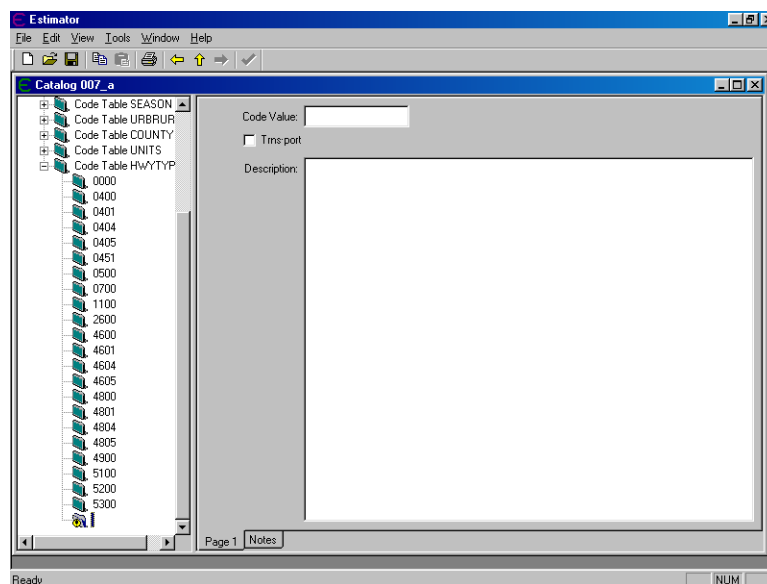 Estimator
File Edit View Tools Window Help
Catalog 007_a
Code Table SEASON
Code Table URBRUR
Code Table COUNTY
Code Table UNITS
Code Table HWYTYP
0000
0400
0401
0404
0405
0451
0500
0700
1100
2600
4600
4601
4604
4605
4800
4801
4804
4805
4900
5100
5200
5300
Code Value:
Trns·port
Description:
Page 1 Notes
Ready NUM